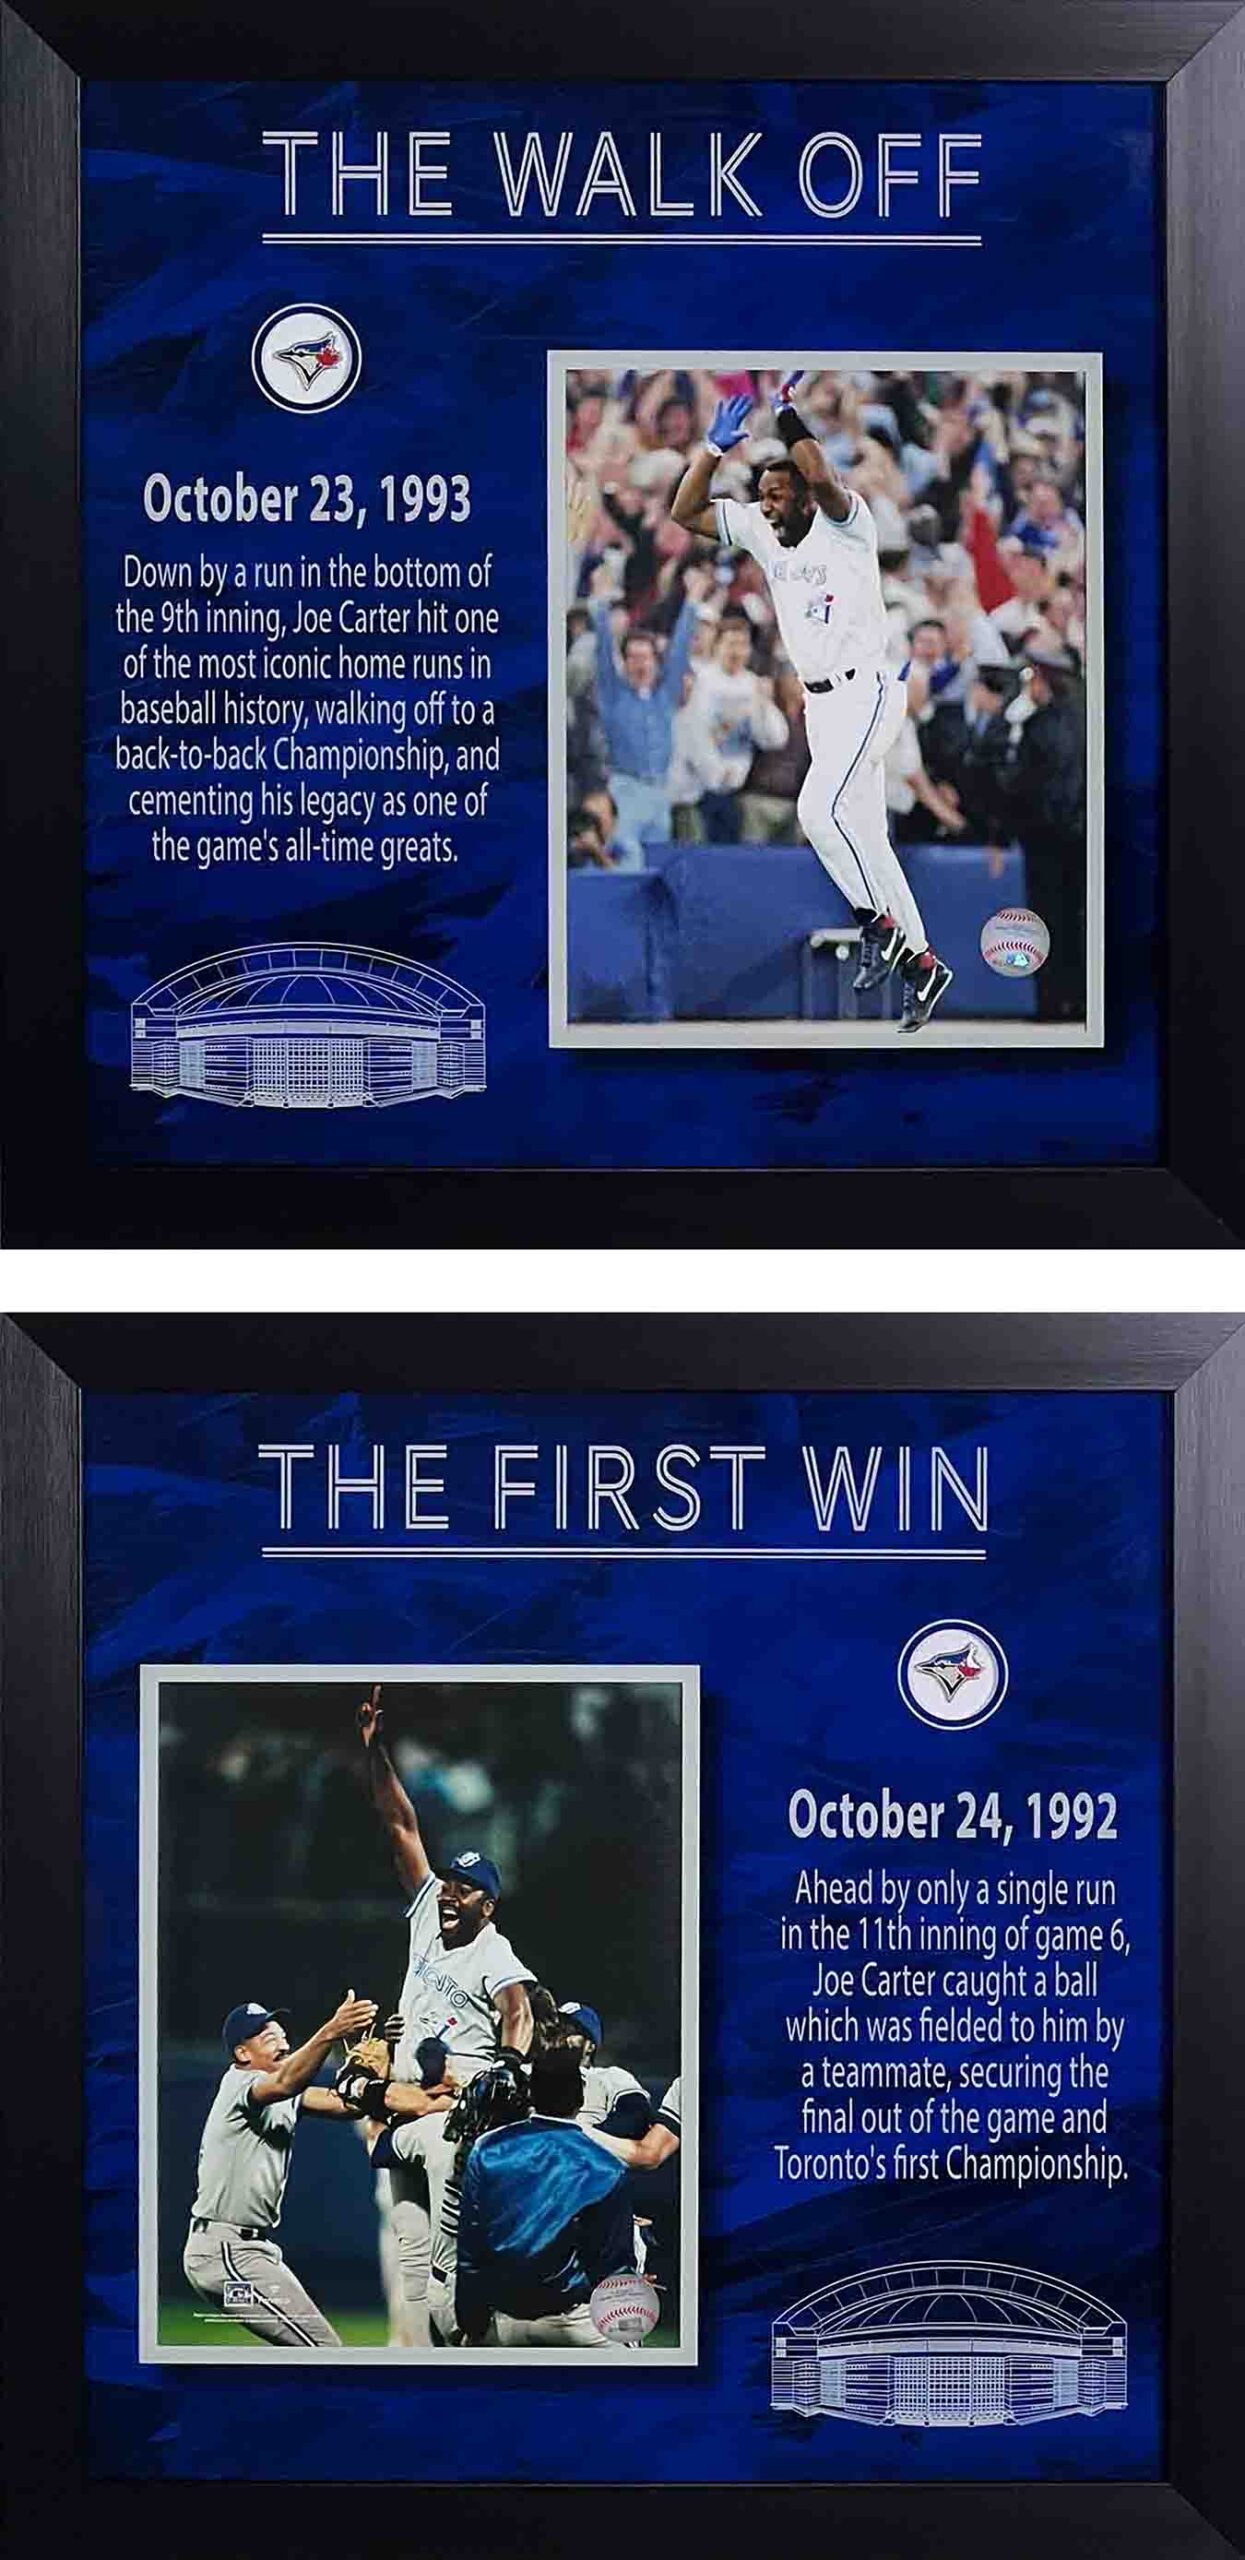 THE WALK OFF
October 23, 1993
Down by a run in the bottom of
the 9th inning, Joe Carter hit one
of the most iconic home runs in
baseball history, walking off to a
back-to-back Championship, and
cementing his legacy as one of
the game's all-time greats.
THE FIRST WIN
October 24, 1992
Ahead by only a single run
in the 11th inning of game 6,
Joe Carter caught a ball
which was fielded to him by
a teammate, securing the
final out of the game and
Toronto's first Championship.